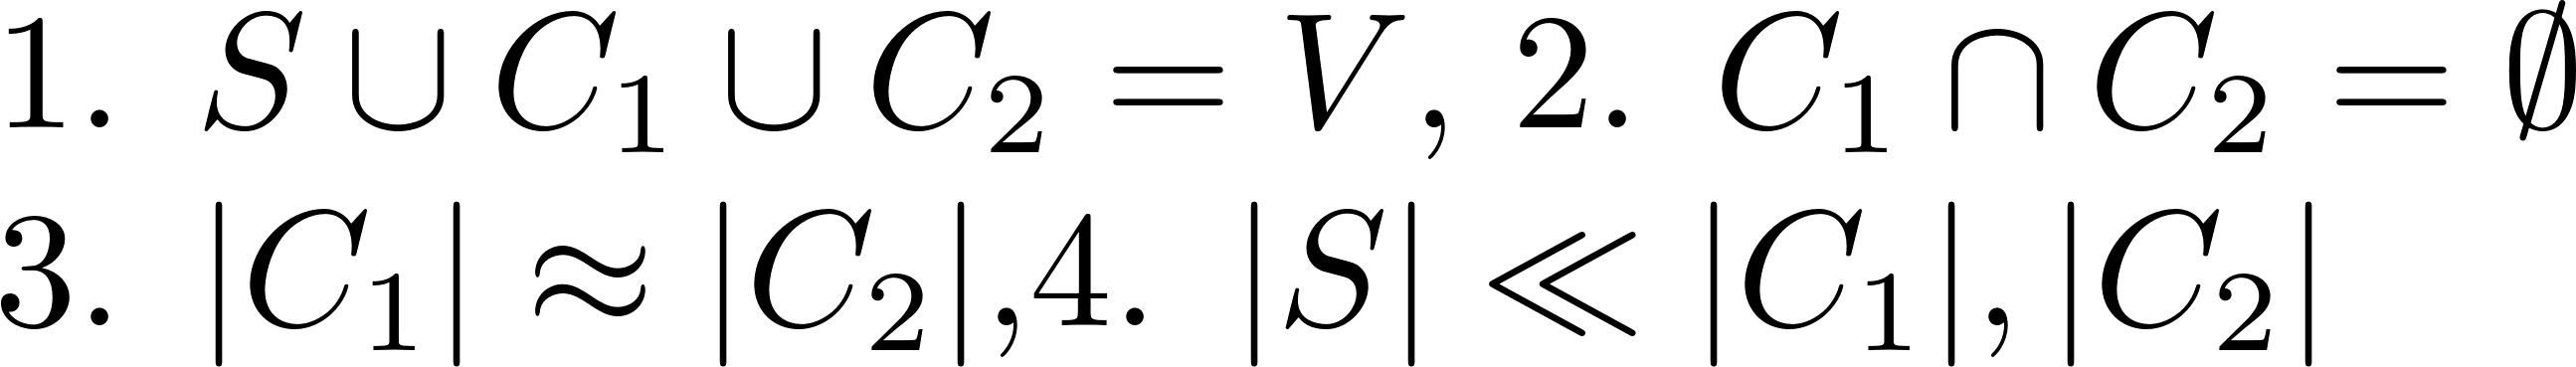 1. S ∪ C₁ ∪ C₂ = V, 2. C₁ ∩ C₂ = ∅
3. |C₁| ≈ |C₂|,4. |S| ≪ |C₁|, |C₂|